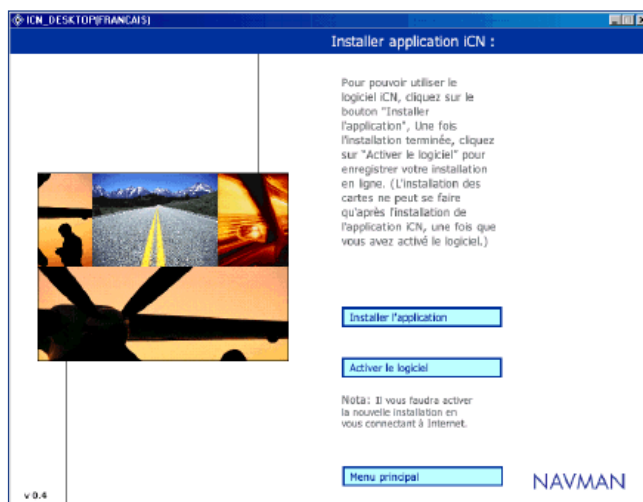 ICN_DESKTOP(FRANCAIS)
Installer application iCN :
Pour pouvoir utiliser le
logiciel iCN, cliquez sur le
bouton "Installer
l'application", Une fois
l'installation terminée, cliquez
sur "Activer le logiciel" pour
enregistrer votre installation
en ligne. (L'installation des
cartes ne peut se faire
qu'après l'installation de
l'application iCN, une fois que
vous avez activé le logiciel.)
Installer l'application
Activer le logiciel
Nota: Il vous faudra activer
la nouvelle installation en
vous connectant à Internet.
Menu principal
NAVMAN
v 0.4